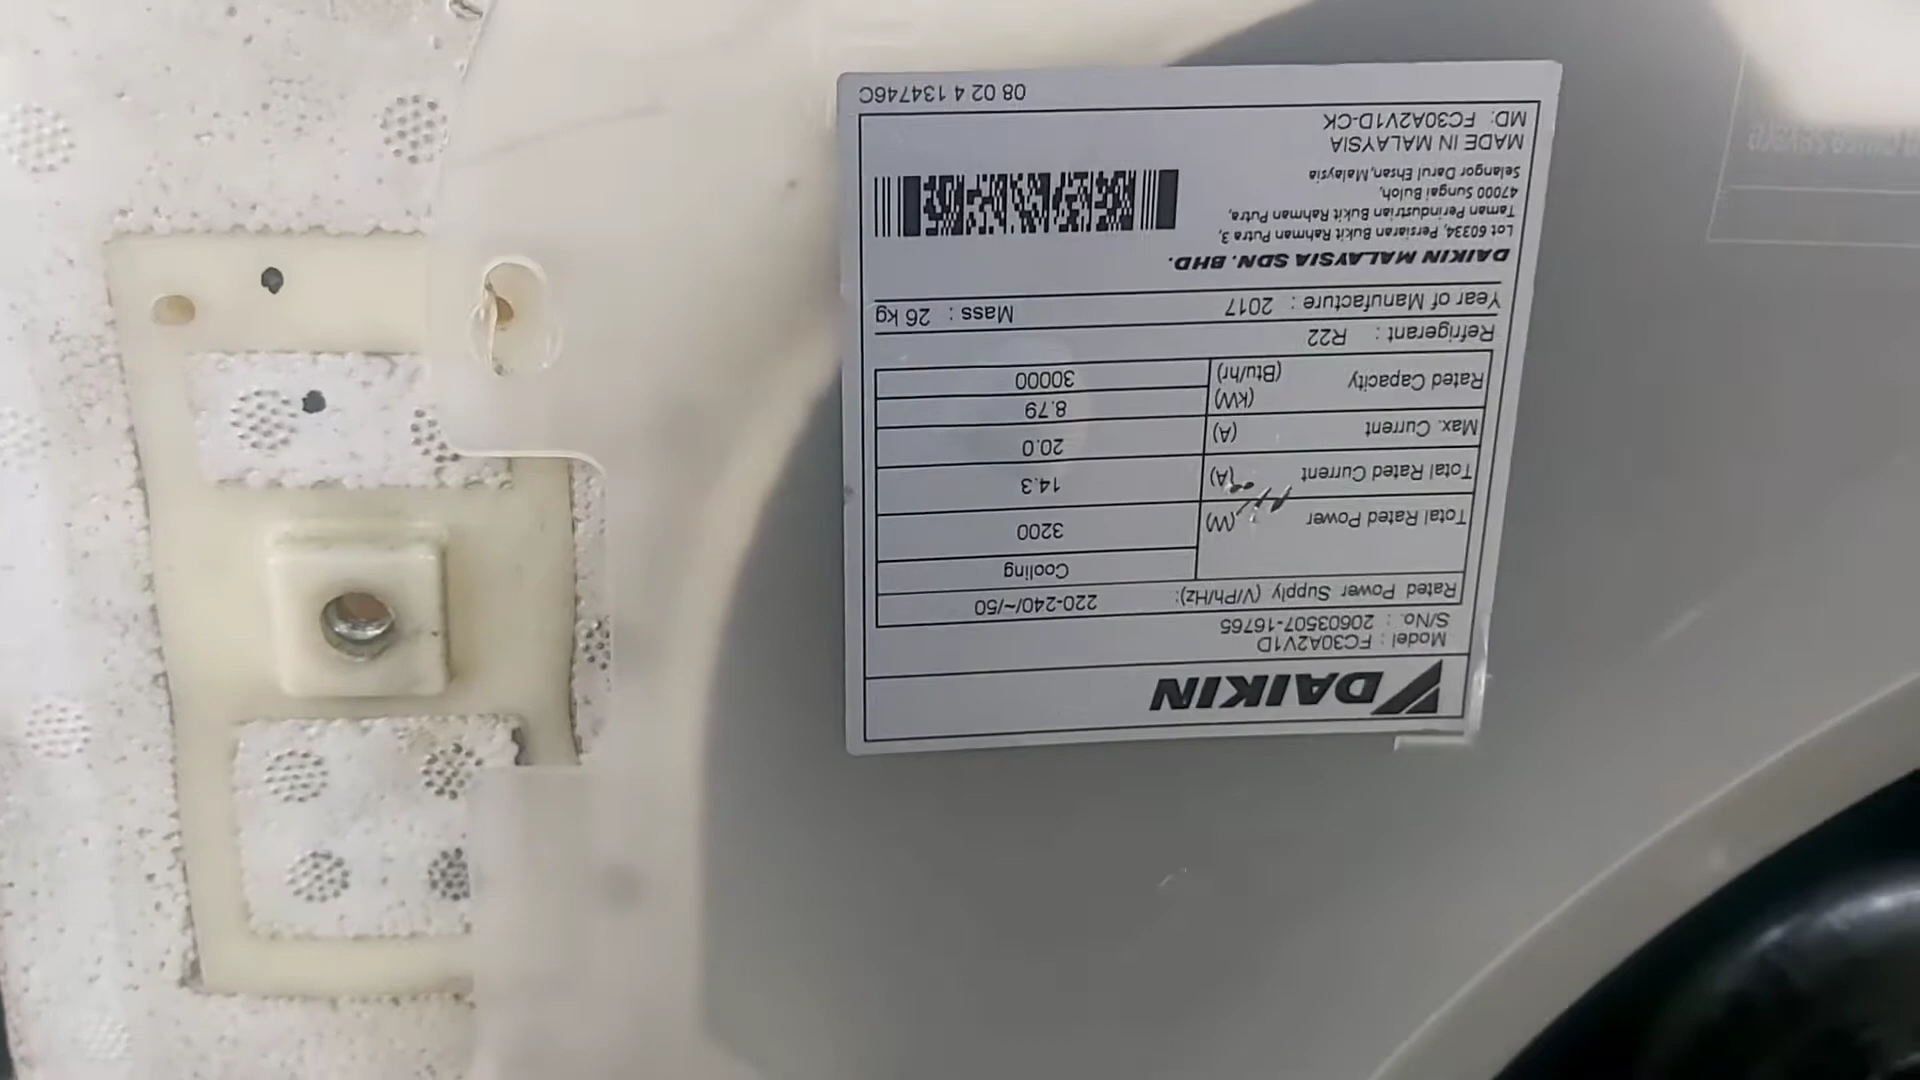 DAIKIN
Model : FC30A2V1D
S/No. : 20603507-16765
Rated Power Supply (V/Ph/Hz): 220-240/~/50
Cooling
Total Rated Power (W) 3200
Total Rated Current (A) 14.3
Max. Current (A) 20.0
Rated Capacity (kW) 8.79
(Btu/hr) 30000
Refrigerant : R22
Year of Manufacture : 2017 Mass : 26 kg
DAIKIN MALAYSIA SDN. BHD.
Lot 60334, Persiaran Bukit Rahman Putra 3,
Taman Perindustrian Bukit Rahman Putra,
47000 Sungai Buloh,
Selangor Darul Ehsan, Malaysia
MADE IN MALAYSIA
MD: FC30A2V1D-CK
08 02 4 134746C